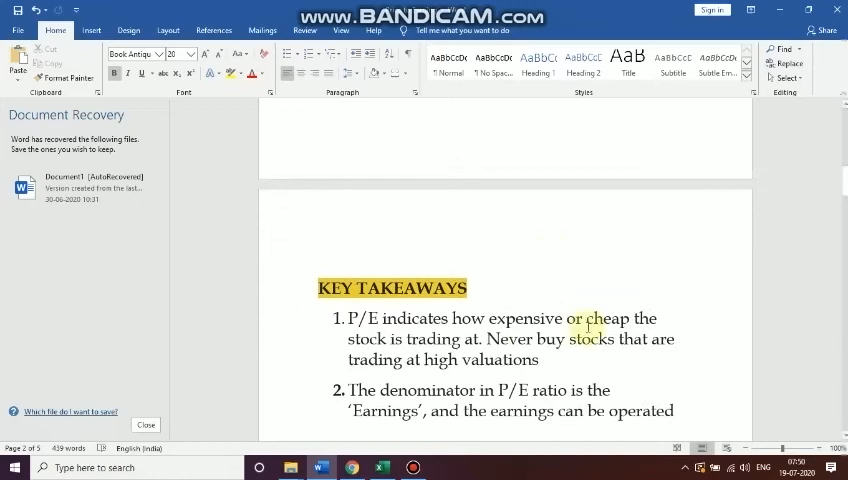 www.BANDICAM.com
Sign in
File Home Insert Draw Design Layout References Mailings Review View Help Tell me what you want to do Share
Paste
Cut
Copy
Format Painter
Clipboard
Book Antiqu 20
Font
Paragraph
AaBbCcDc AaBbCcDc AaBbCc AaBbCcC AaB AaBbCcD AaBbCcDc
¶ Normal ¶ No Spac... Heading 1 Heading 2 Title Subtitle Subtle Em...
Styles
Find
Replace
Select
Editing
Document Recovery
Word has recovered the following files.
Save the ones you wish to keep.
Document1 [AutoRecovered]
Version created from the last...
30-06-2020 10:31
Which file do I want to save?
Close
KEY TAKEAWAYS
1. P/E indicates how expensive or cheap the
stock is trading at. Never buy stocks that are
trading at high valuations
2. The denominator in P/E ratio is the
‘Earnings’, and the earnings can be operated
Page 2 of 5 439 words English (India) 100%
Type here to search
ENG
07:50
19-07-2020